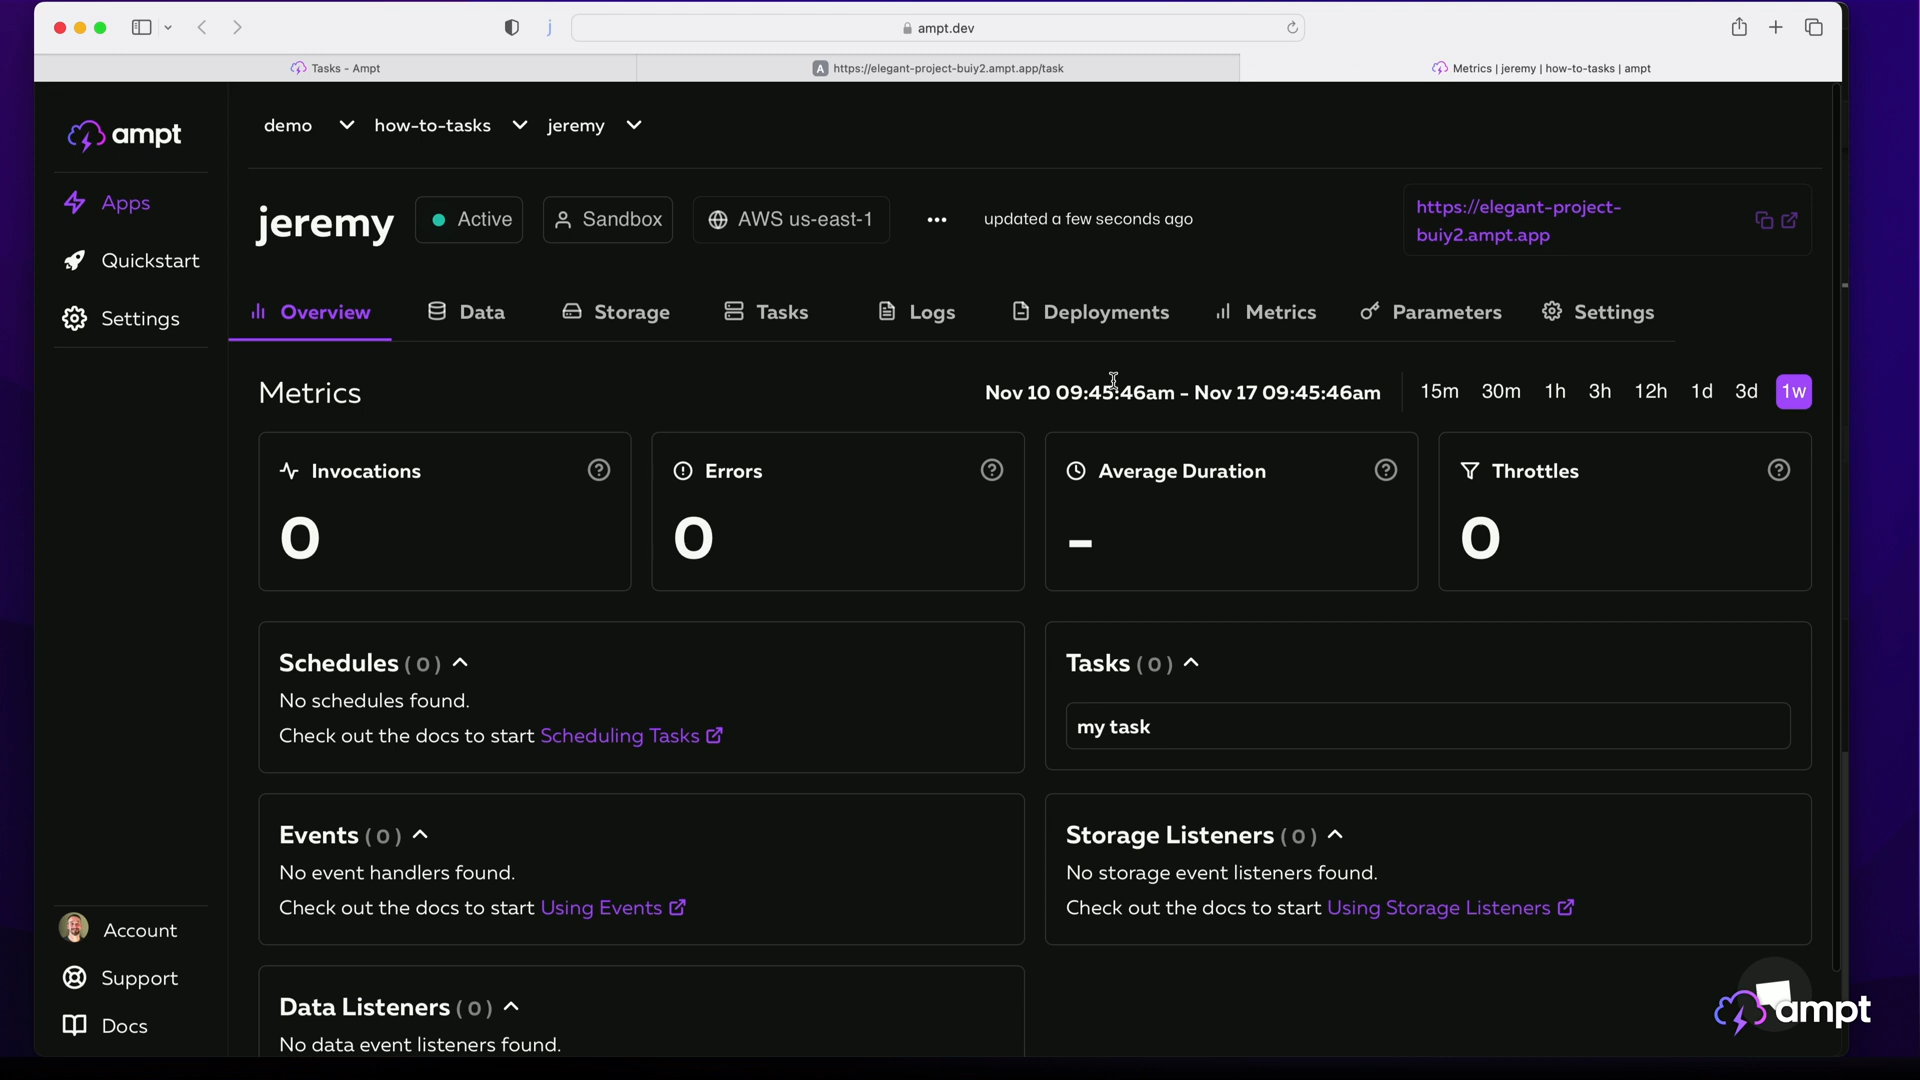 ampt.dev
Tasks - Ampt
A https://elegant-project-buiy2.ampt.app/task
Metrics | jeremy | how-to-tasks | ampt
ampt
demo how-to-tasks jeremy
Apps
Quickstart
Settings
jeremy Active Sandbox AWS us-east-1 ••• updated a few seconds ago
https://elegant-project-
buiy2.ampt.app
Overview Data Storage Tasks Logs Deployments Metrics Parameters Settings
Metrics
Nov 10 09:45:46am - Nov 17 09:45:46am 15m 30m 1h 3h 12h 1d 3d 1w
Invocations
0
Errors
0
Average Duration
-
Throttles
0
Schedules ( 0 )
No schedules found.
Check out the docs to start Scheduling Tasks
Tasks ( 0 )
my task
Events ( 0 )
No event handlers found.
Check out the docs to start Using Events
Storage Listeners ( 0 )
No storage event listeners found.
Check out the docs to start Using Storage Listeners
Data Listeners ( 0 )
No data event listeners found.
Account
Support
Docs
ampt